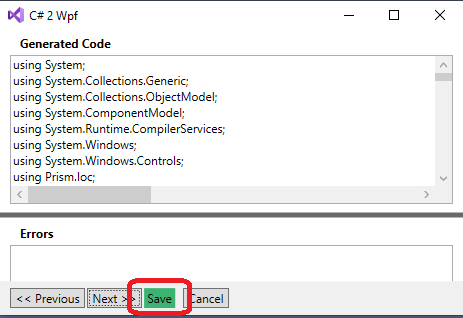 C# 2 Wpf
Generated Code
using System;
using System.Collections.Generic;
using System.Collections.ObjectModel;
using System.ComponentModel;
using System.Runtime.CompilerServices;
using System.Windows;
using System.Windows.Controls;
using Prism.Ioc;
Errors
<< Previous Next >> Save Cancel